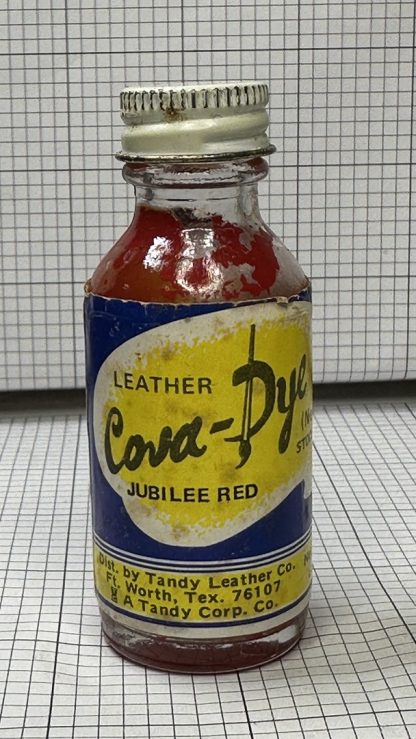 LEATHER
Cova-Dye
JUBILEE RED
Dist. by Tandy Leather Co.
Ft. Worth, Tex. 76107
A Tandy Corp. Co.